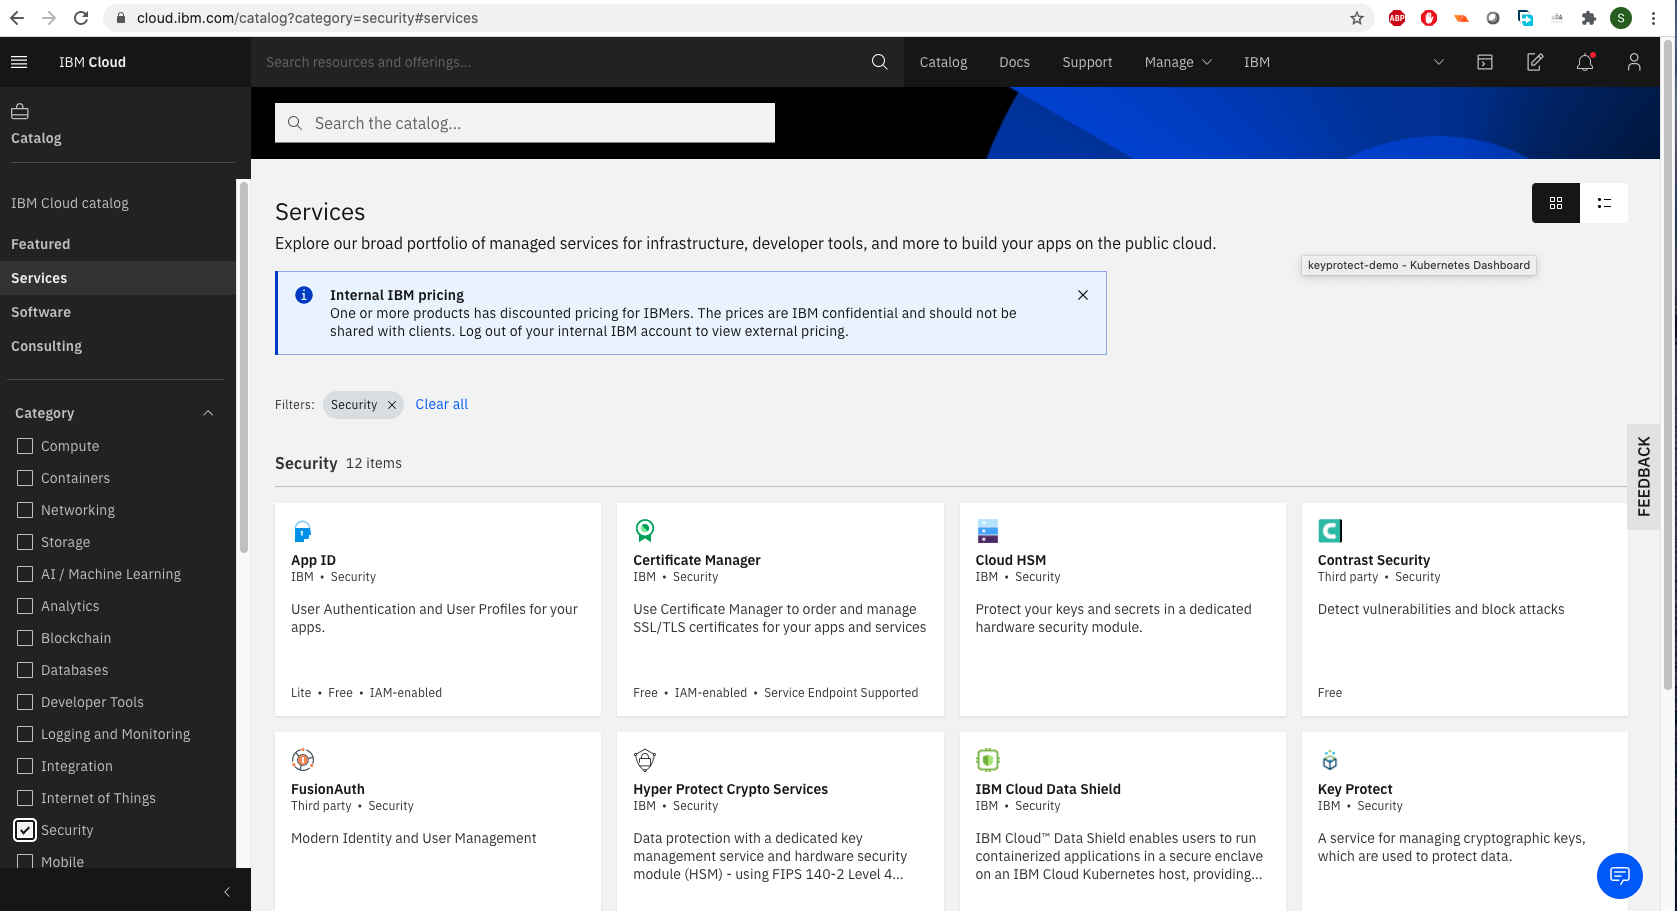 cloud.ibm.com/catalog?category=security#services
ABP
S
IBM Cloud
Search resources and offerings...
Catalog
Docs
Support
Manage
IBM
Catalog
IBM Cloud catalog
Featured
Services
Software
Consulting
Category
Compute
Containers
Networking
Storage
AI / Machine Learning
Analytics
Blockchain
Databases
Developer Tools
Logging and Monitoring
Integration
Internet of Things
Security
Mobile
Search the catalog...
Services
Explore our broad portfolio of managed services for infrastructure, developer tools, and more to build your apps on the public cloud.
keyprotect-demo - Kubernetes Dashboard
Internal IBM pricing
One or more products has discounted pricing for IBMers. The prices are IBM confidential and should not be
shared with clients. Log out of your internal IBM account to view external pricing.
Filters:
Security
Clear all
FEEDBACK
Security 12 items
App ID
IBM • Security
User Authentication and User Profiles for your
apps.
Lite • Free • IAM-enabled
Certificate Manager
IBM • Security
Use Certificate Manager to order and manage
SSL/TLS certificates for your apps and services
Free • IAM-enabled • Service Endpoint Supported
Cloud HSM
IBM • Security
Protect your keys and secrets in a dedicated
hardware security module.
Contrast Security
Third party • Security
Detect vulnerabilities and block attacks
Free
FusionAuth
Third party • Security
Modern Identity and User Management
Hyper Protect Crypto Services
IBM • Security
Data protection with a dedicated key
management service and hardware security
module (HSM) - using FIPS 140-2 Level 4...
IBM Cloud Data Shield
IBM • Security
IBM Cloud™ Data Shield enables users to run
containerized applications in a secure enclave
on an IBM Cloud Kubernetes host, providing...
Key Protect
IBM • Security
A service for managing cryptographic keys,
which are used to protect data.